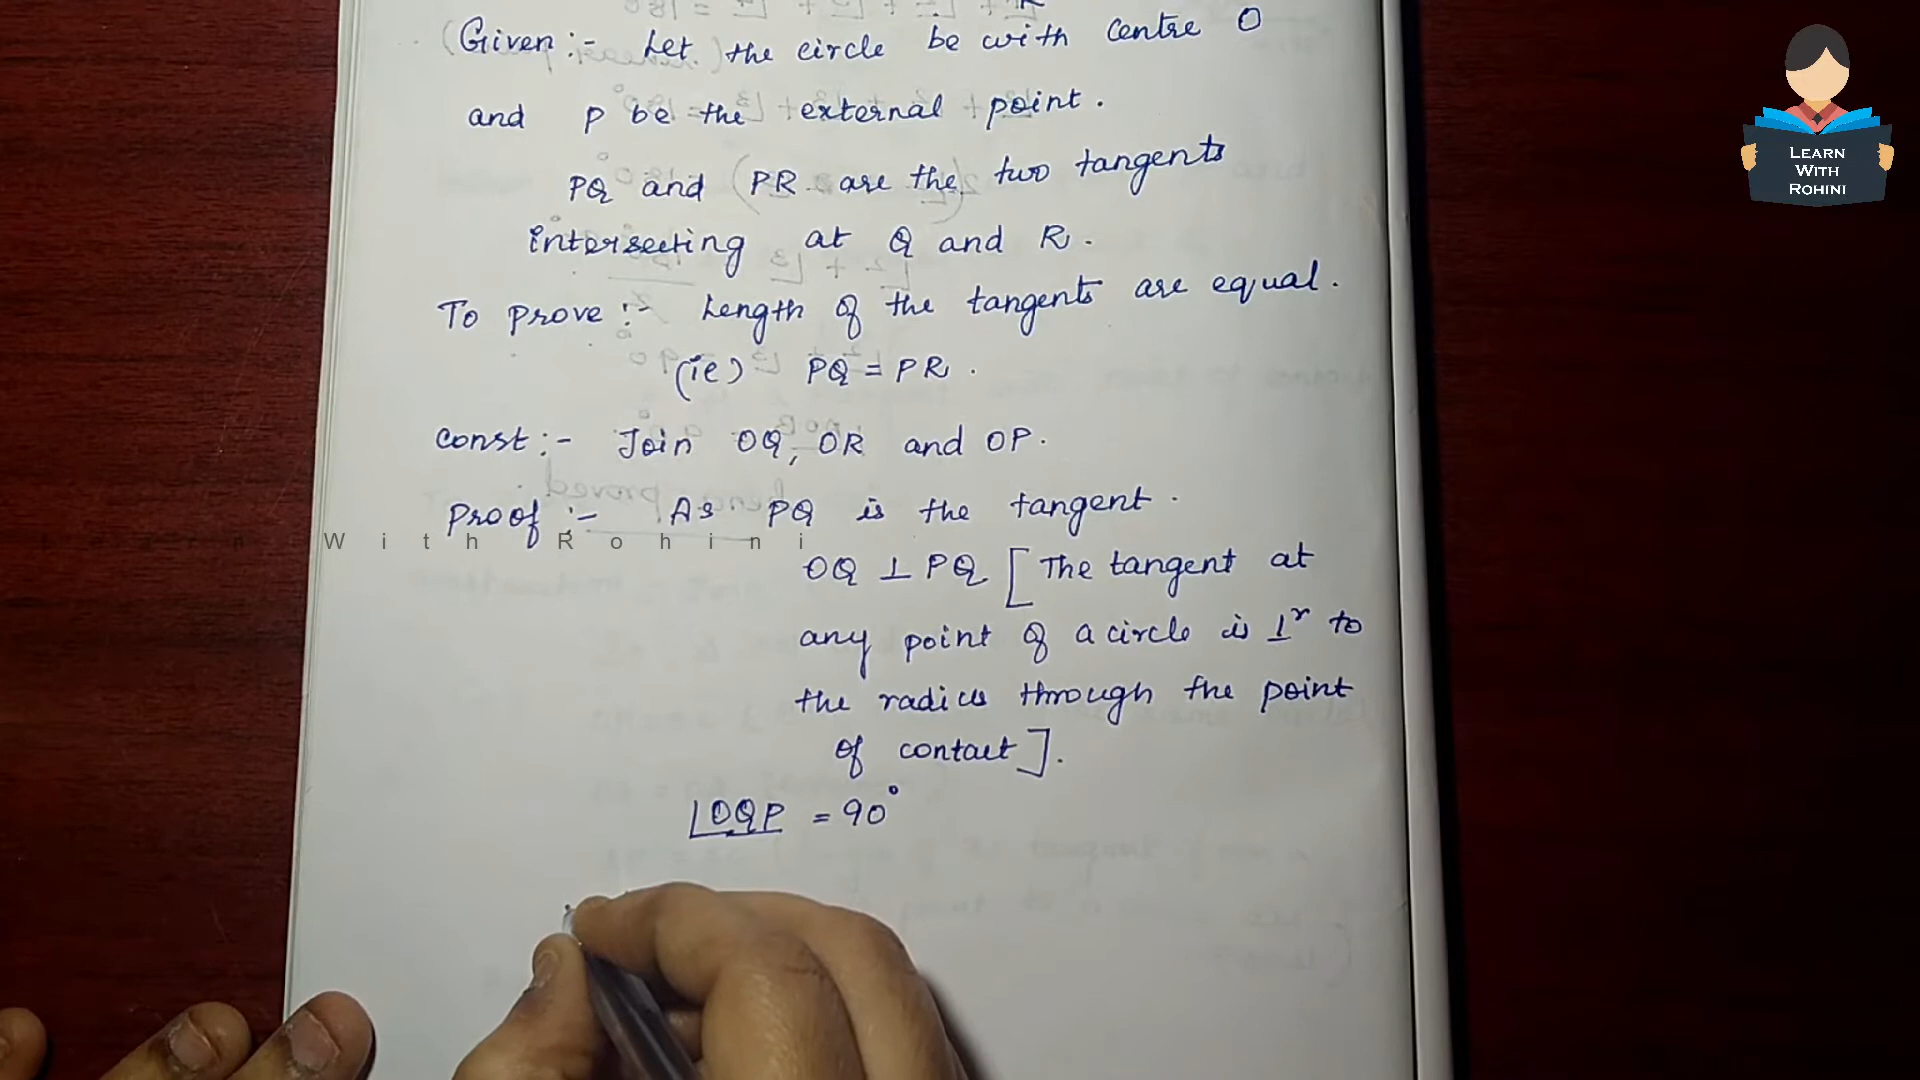 (Given :- Let the circle be with centre O
and P be the external point.
PQ and PR are the two tangents
intersecting at Q and R.
To prove :- Length of the tangents are equal.
(ie) PQ = PR.
Const :- Join OQ, OR and OP.
Proof :- As PQ is the tangent.
With Rohini
OQ ⊥ PQ [The tangent at
any point of a circle is ⊥r to
the radius through the point
of contact].
∠OQP = 90°
LEARN
WITH
ROHINI